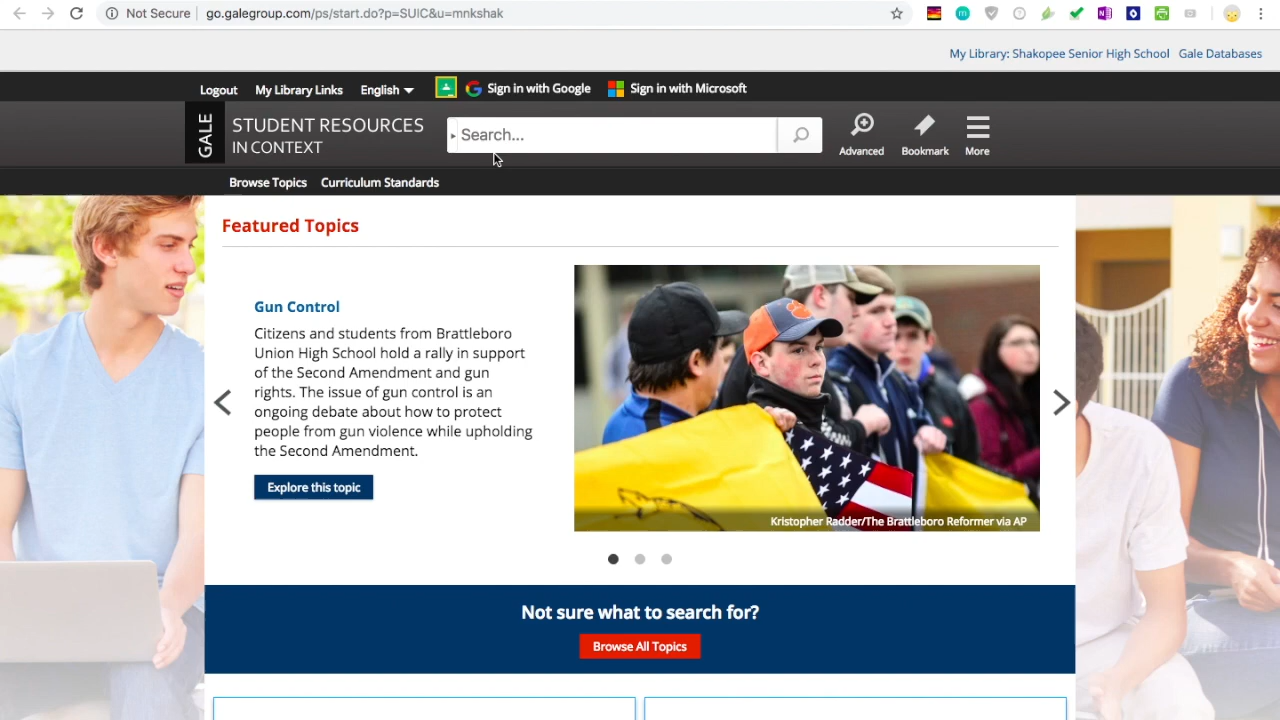 Not Secure go.galegroup.com/ps/start.do?p=SUIC&u=mnkshak
My Library: Shakopee Senior High School Gale Databases
Logout My Library Links English Sign in with Google Sign in with Microsoft
GALE
STUDENT RESOURCES
IN CONTEXT
Search...
Advanced Bookmark More
Browse Topics Curriculum Standards
Featured Topics
Gun Control
Citizens and students from Brattleboro
Union High School hold a rally in support
of the Second Amendment and gun
rights. The issue of gun control is an
ongoing debate about how to protect
people from gun violence while upholding
the Second Amendment.
Explore this topic
Kristopher Radder/The Brattleboro Reformer via AP
Not sure what to search for?
Browse All Topics